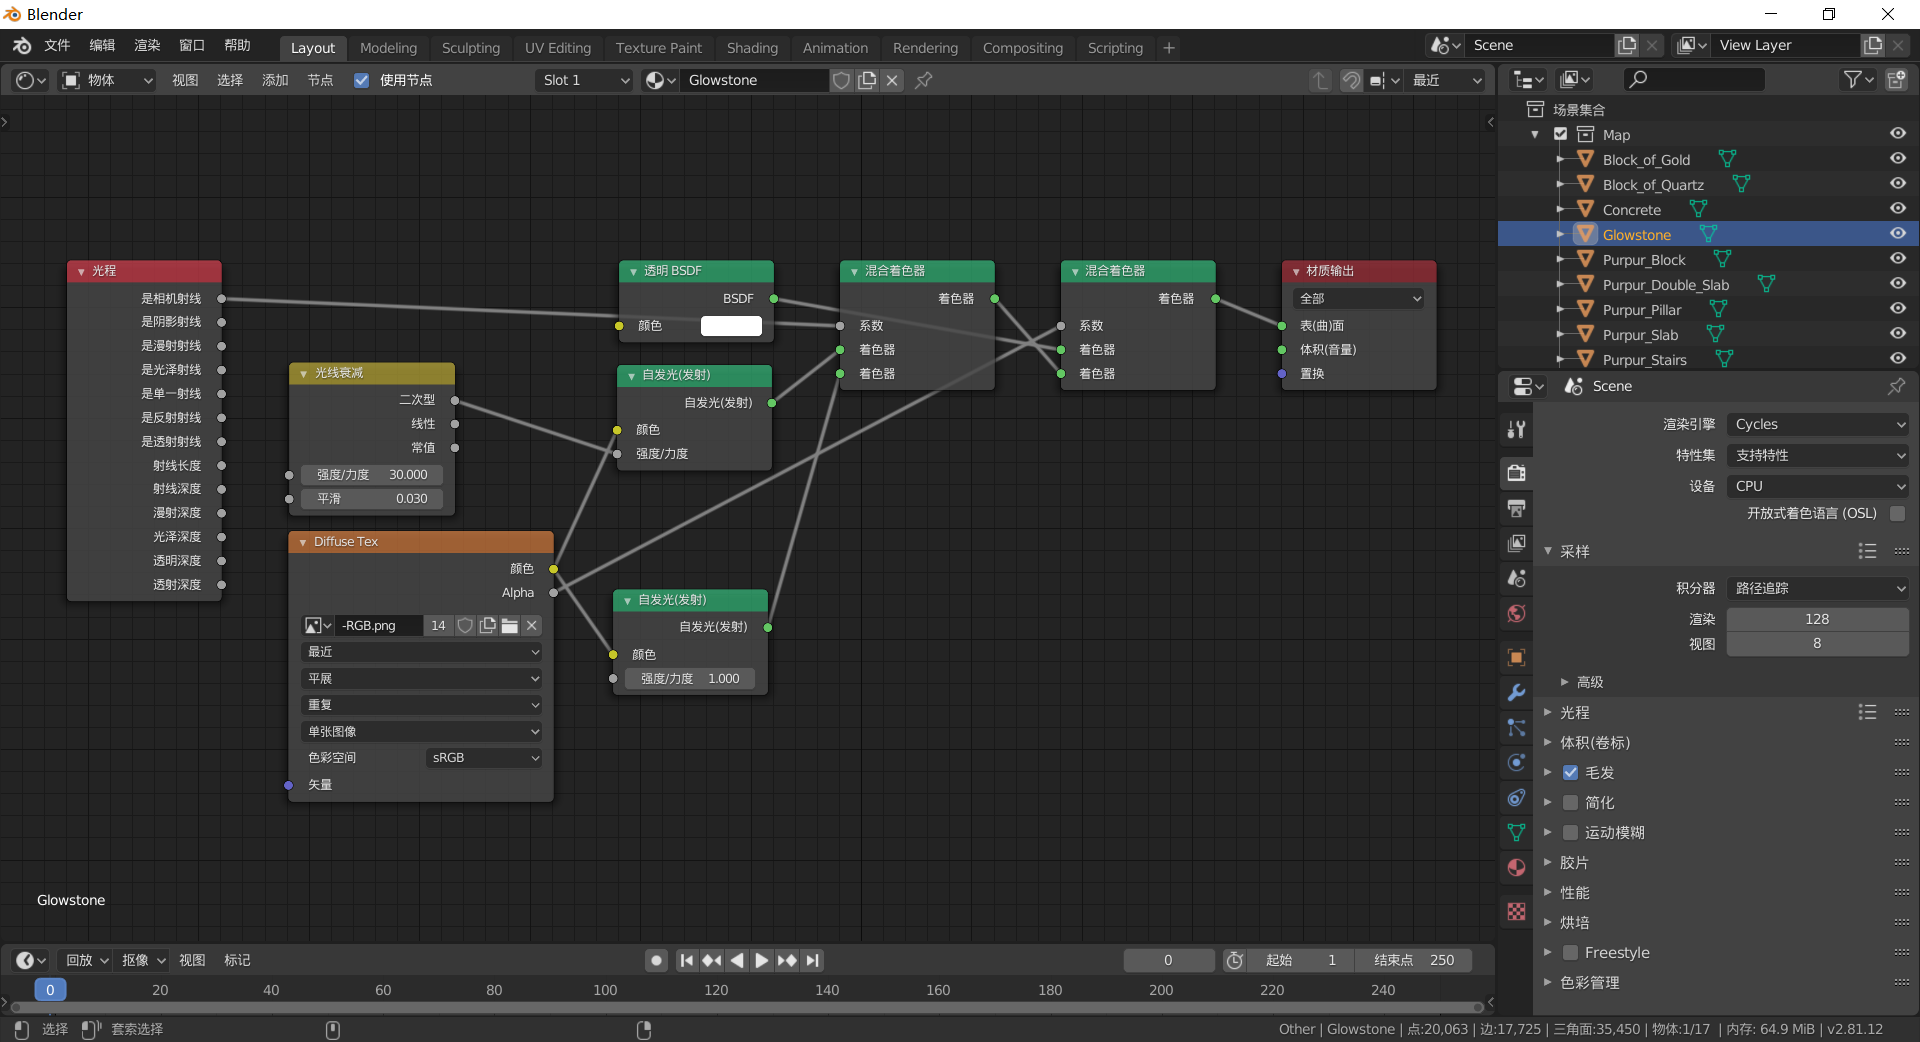 Blender
文件 编辑 渲染 窗口 帮助 Layout Modeling Sculpting UV Editing Texture Paint Shading Animation Rendering Compositing Scripting + Scene View Layer
物体 视图 选择 添加 节点 使用节点 Slot 1 Glowstone 最近
场景集合
Map
Block_of_Gold
Block_of_Quartz
Concrete
Glowstone
Purpur_Block
Purpur_Double_Slab
Purpur_Pillar
Purpur_Slab
Purpur_Stairs
光程
是相机射线
是阴影射线
是漫射射线
是光泽射线
是单一射线
是反射射线
是透射射线
射线长度
射线深度
漫射深度
光泽深度
透明深度
透射深度
光线衰减
二次型
线性
常值
强度/力度 30.000
平滑 0.030
Diffuse Tex
颜色
Alpha
-RGB.png 14
最近
平展
重复
单张图像
色彩空间 sRGB
矢量
透明 BSDF
BSDF
颜色
自发光(发射)
自发光(发射)
颜色
强度/力度
自发光(发射)
自发光(发射)
颜色
强度/力度 1.000
混合着色器
着色器
系数
着色器
着色器
混合着色器
着色器
系数
着色器
着色器
材质输出
全部
表(曲)面
体积(音量)
置换
Glowstone
Scene
渲染引擎 Cycles
特性集 支持特性
设备 CPU
开放式着色语言 (OSL)
采样
积分器 路径追踪
渲染 128
视图 8
高级
光程
体积(卷标)
毛发
简化
运动模糊
胶片
性能
烘培
Freestyle
色彩管理
回放 抠像 视图 标记 0 起始 1 结束点 250
0 20 40 60 80 100 120 140 160 180 200 220 240
选择 套索选择 Other | Glowstone | 点:20,063 | 边:17,725 | 三角面:35,450 | 物体:1/17 | 内存: 64.9 MiB | v2.81.12